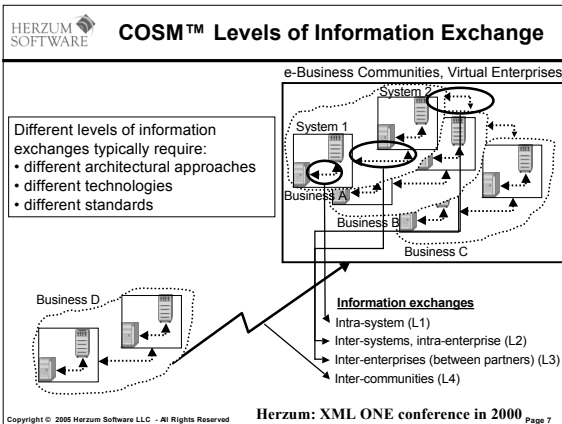 HERZUM
SOFTWARE
COSM™ Levels of Information Exchange
e-Business Communities, Virtual Enterprises
System 2
System 1
Different levels of information
exchanges typically require:
• different architectural approaches
• different technologies
• different standards
Business A
Business B
Business C
Business D
Information exchanges
Intra-system (L1)
Inter-systems, intra-enterprise (L2)
Inter-enterprises (between partners) (L3)
Inter-communities (L4)
Copyright © 2005 Herzum Software LLC - All Rights Reserved
Herzum: XML ONE conference in 2000
Page 7